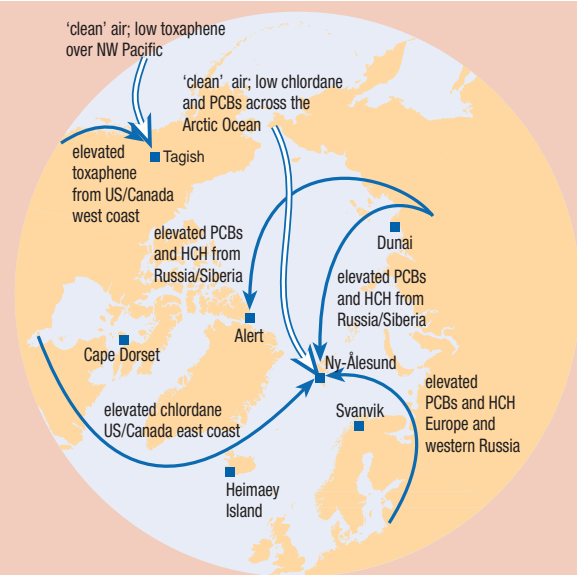 ‘clean’ air; low toxaphene
over NW Pacific
‘clean’ air; low chlordane
and PCBs across the
Arctic Ocean
elevated
toxaphene
from US/Canada
west coast
Tagish
elevated PCBs
and HCH from
Russia/Siberia
Dunai
elevated PCBs
and HCH from
Russia/Siberia
Alert
Cape Dorset
Ny-Ålesund
elevated
PCBs and HCH
Europe and
western Russia
elevated chlordane
US/Canada east coast
Svanvik
Heimaey
Island